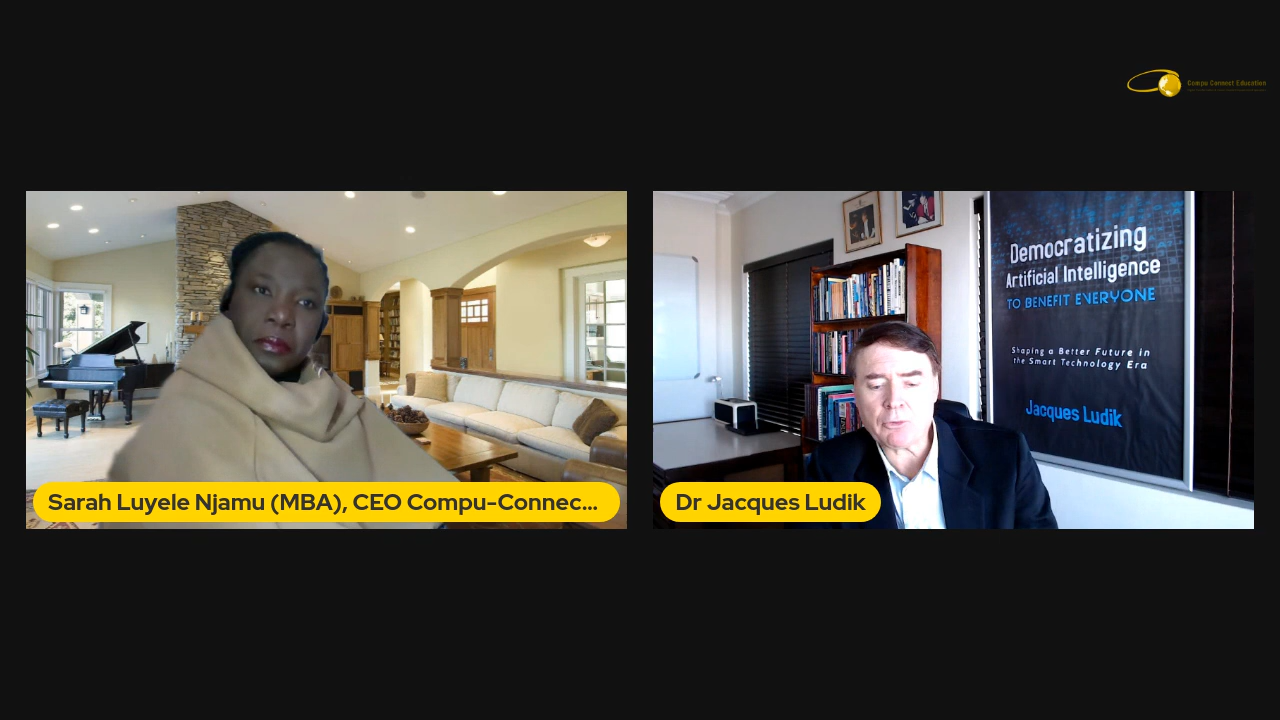 Compu Connect Education
Democratizing
Artificial Intelligence
TO BENEFIT EVERYONE
Shaping a Better Future in
the Smart Technology Era
Jacques Ludik
Sarah Luyele Njamu (MBA), CEO Compu-Connec...
Dr Jacques Ludik